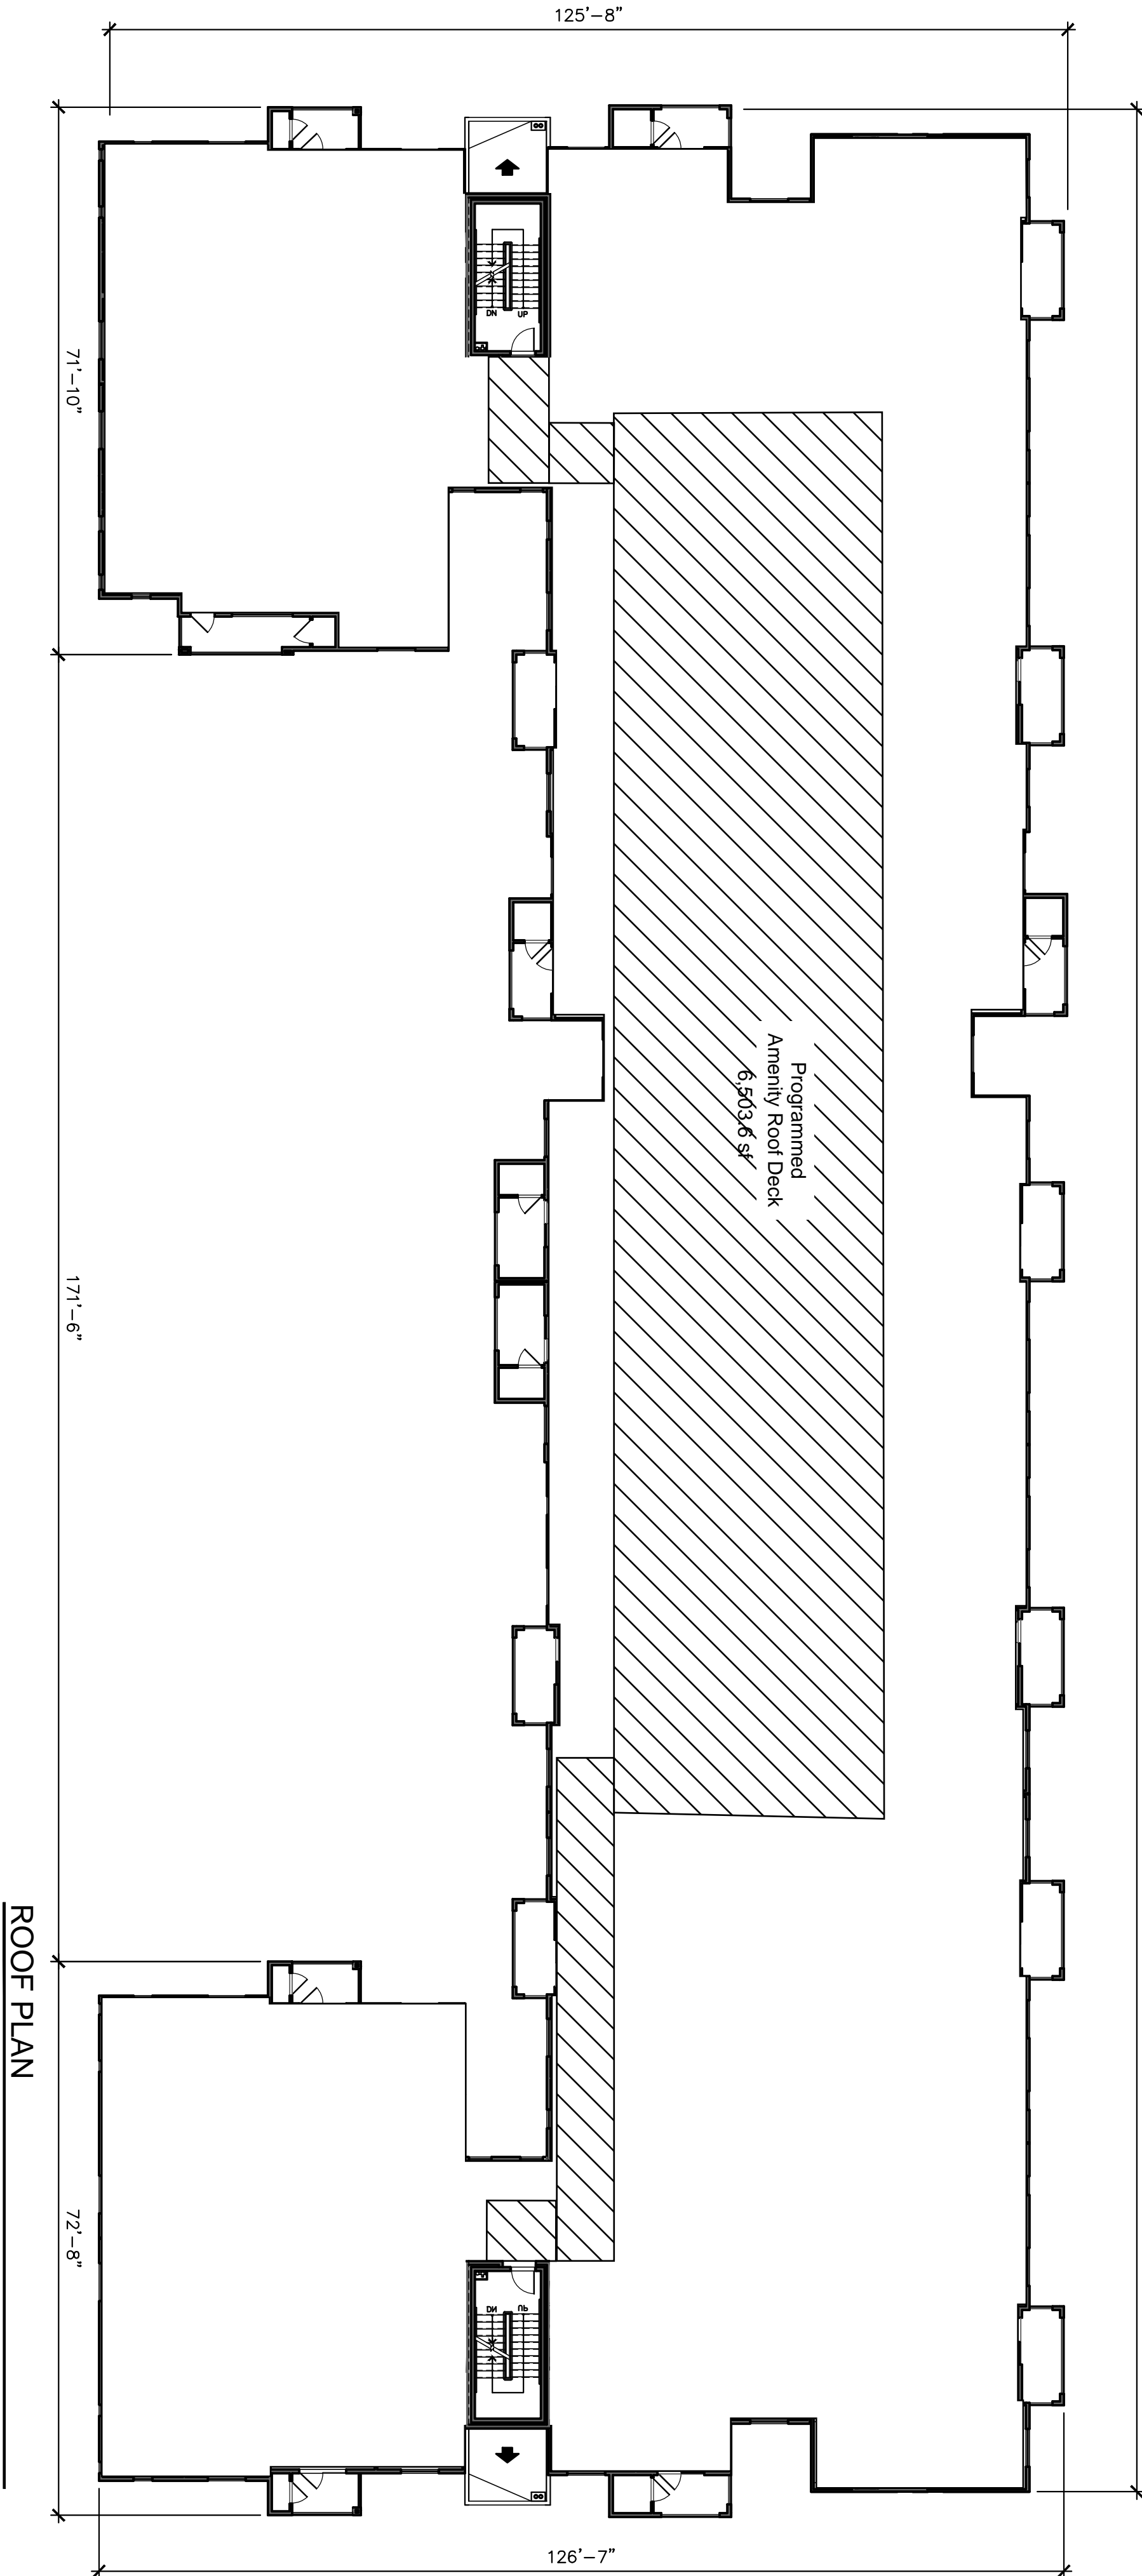 125'-8"
DN
UP
71'-10"
Programmed
Amenity Roof Deck
6,503.6 sf
171'-6"
ROOF PLAN
72'-8"
DN
UP
126'-7"